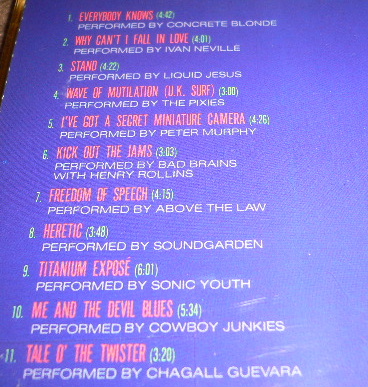 1. EVERYBODY KNOWS (4:42)
PERFORMED BY CONCRETE BLONDE
2. WHY CAN'T I FALL IN LOVE (4:01)
PERFORMED BY IVAN NEVILLE
3. STAND (4:22)
PERFORMED BY LIQUID JESUS
4. WAVE OF MUTILATION (U.K. SURF) (3:00)
PERFORMED BY THE PIXIES
5. I'VE GOT A SECRET MINIATURE CAMERA (4:26)
PERFORMED BY PETER MURPHY
6. KICK OUT THE JAMS (3:03)
PERFORMED BY BAD BRAINS
WITH HENRY ROLLINS
7. FREEDOM OF SPEECH (4:15)
PERFORMED BY ABOVE THE LAW
8. HERETIC (3:48)
PERFORMED BY SOUNDGARDEN
9. TITANIUM EXPOSÉ (6:01)
PERFORMED BY SONIC YOUTH
10. ME AND THE DEVIL BLUES (5:34)
PERFORMED BY COWBOY JUNKIES
11. TALE O' THE TWISTER (3:20)
PERFORMED BY CHAGALL GUEVARA